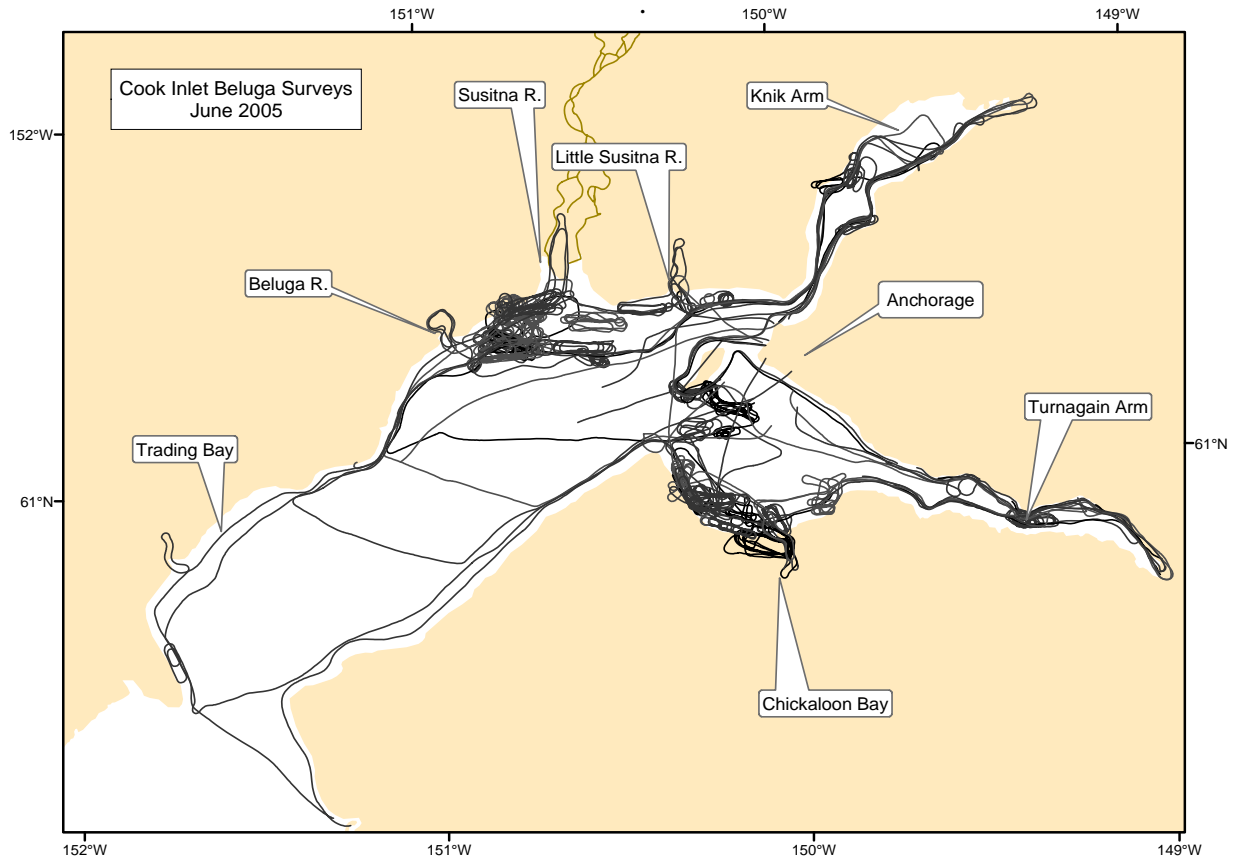 151°W
150°W
149°W
Cook Inlet Beluga Surveys
June 2005
Susitna R.
Knik Arm
152°W
Little Susitna R.
Beluga R.
Anchorage
Turnagain Arm
Trading Bay
61°N
61°N
Chickaloon Bay
152°W
151°W
150°W
149°W